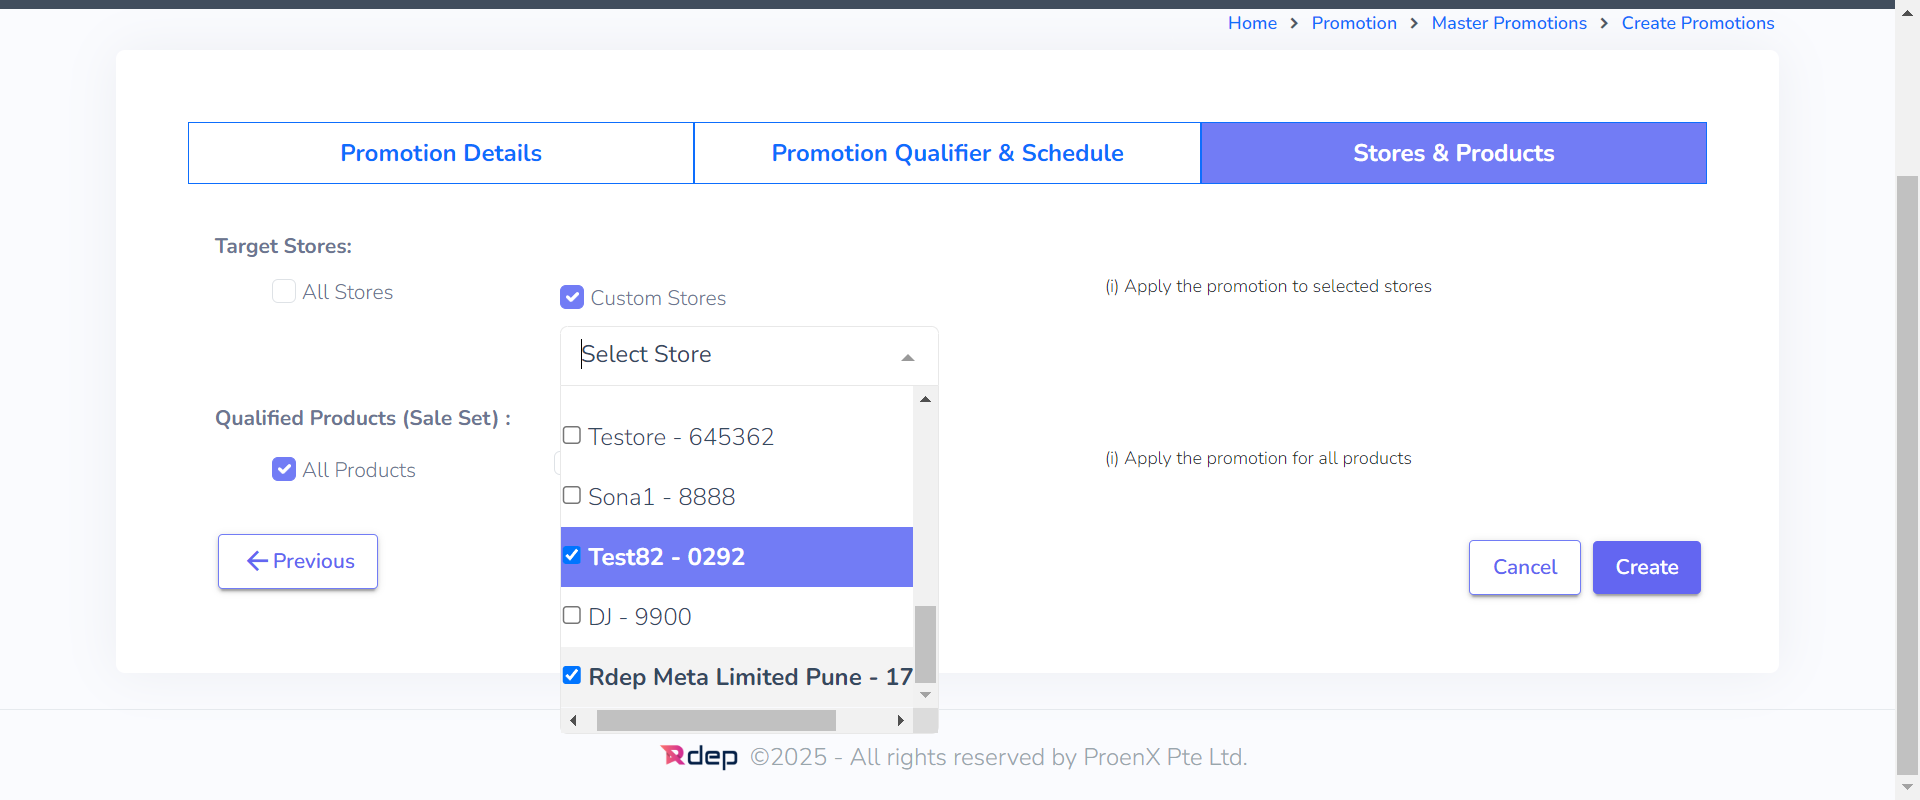 Home > Promotion > Master Promotions > Create Promotions
Promotion Details
Promotion Qualifier & Schedule
Stores & Products
Target Stores:
All Stores
Custom Stores
(i) Apply the promotion to selected stores
Select Store
Qualified Products (Sale Set) :
All Products
(i) Apply the promotion for all products
Testore - 645362
Sona1 - 8888
Test82 - 0292
DJ - 9900
Rdep Meta Limited Pune - 17
Previous
Cancel
Create
Rdep ©2025 - All rights reserved by ProenX Pte Ltd.